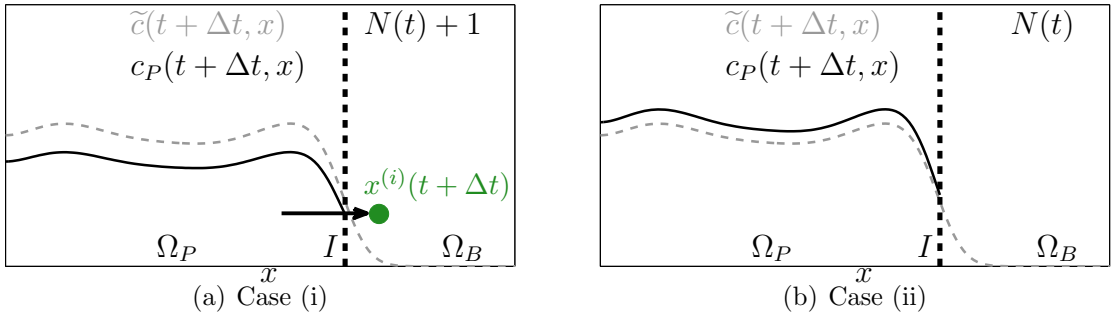 c̃(t + Δt, x)
N(t) + 1
c_P(t + Δt, x)
x^{(i)}(t + Δt)
Ω_P
I
Ω_B
x
(a) Case (i)
c̃(t + Δt, x)
N(t)
c_P(t + Δt, x)
Ω_P
I
Ω_B
x
(b) Case (ii)